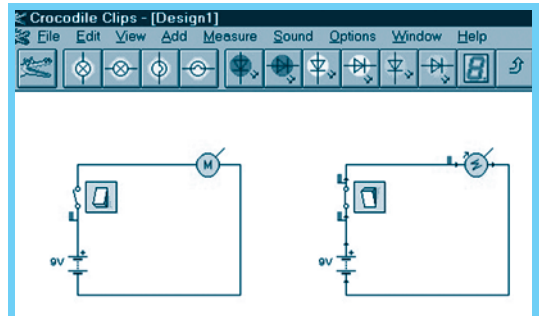 Crocodile Clips - [Design1]
File Edit View Add Measure Sound Options Window Help
M
9V
9V